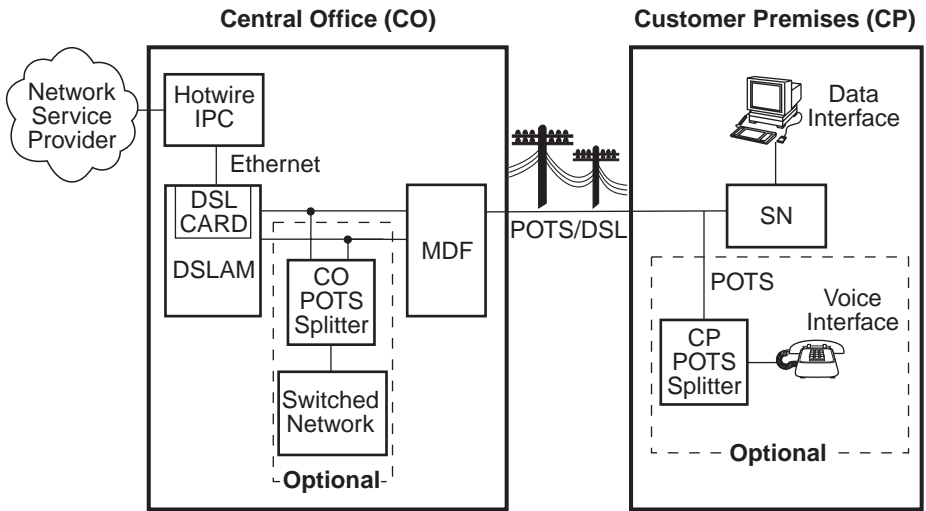 Central Office (CO)
Customer Premises (CP)
Network
Service
Provider
Hotwire
IPC
Ethernet
DSL
CARD
DSLAM
CO
POTS
Splitter
Switched
Network
Optional
MDF
POTS/DSL
Data
Interface
SN
POTS
Voice
Interface
CP
POTS
Splitter
Optional